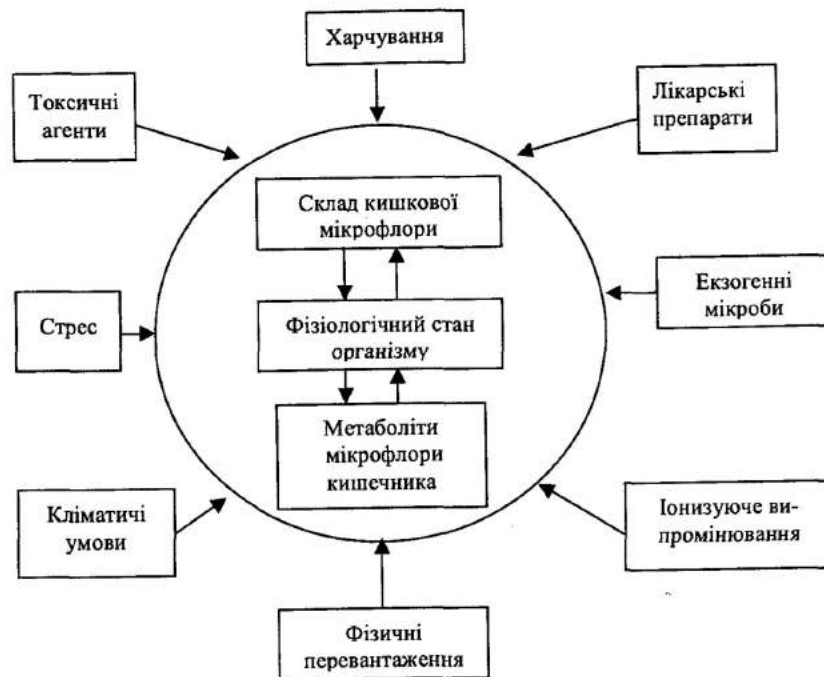 Харчування
Токсичні
агенти
Лікарські
препарати
Склад кишкової
мікрофлори
Екзогенні
мікроби
Стрес
Фізіологічний стан
організму
Метаболіти
мікрофлори
кишечника
Кліматичі
умови
Іонизуюче ви-
промінювання
Фізичні
перевантаження